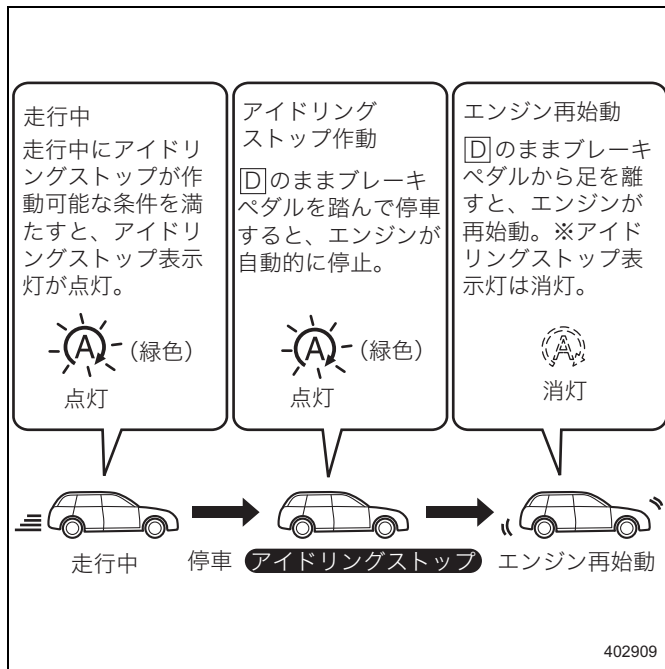 走行中
走行中にアイドリ
ングストップが作
動可能な条件を満
たすと、アイドリ
ングストップ表示
灯が点灯。
A (緑色)
点灯
アイドリング
ストップ作動
Dのままブレーキ
ペダルを踏んで停車
すると、エンジンが
自動的に停止。
A (緑色)
点灯
エンジン再始動
Dのままブレーキ
ペダルから足を離
すと、エンジンが
再始動。※アイド
リングストップ表
示灯は消灯。
A
消灯
走行中 停車 アイドリングストップ エンジン再始動
402909